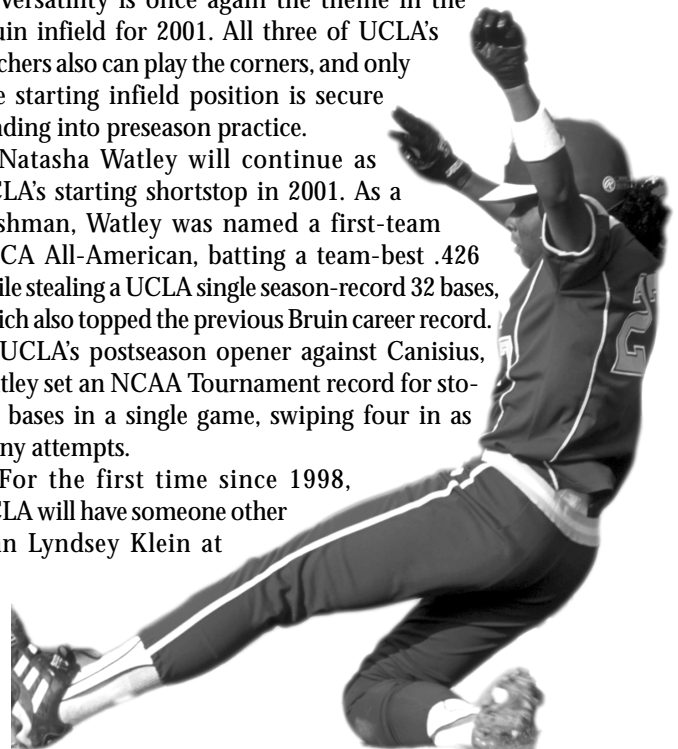 Versatility is once again the theme in the
uin infield for 2001. All three of UCLA's
chers also can play the corners, and only
e starting infield position is secure
ading into preseason practice.
Natasha Watley will continue as
CLA's starting shortstop in 2001. As a
shman, Watley was named a first-team
CA All-American, batting a team-best .426
ile stealing a UCLA single season-record 32 bases,
ich also topped the previous Bruin career record.
UCLA's postseason opener against Canisius,
tley set an NCAA Tournament record for sto-
bases in a single game, swiping four in as
ny attempts.
For the first time since 1998,
CLA will have someone other
an Lyndsey Klein at